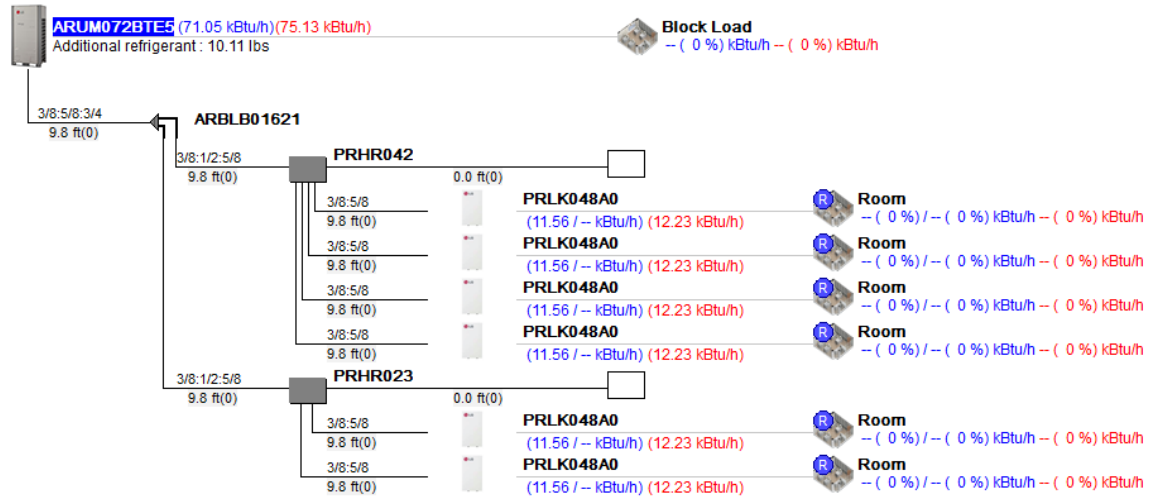 ARUM072BTE5 (71.05 kBtu/h)(75.13 kBtu/h)
Additional refrigerant : 10.11 lbs
Block Load
-- ( 0 %) kBtu/h -- ( 0 %) kBtu/h
3/8:5/8:3/4
9.8 ft(0)
ARBLB01621
3/8:1/2:5/8
9.8 ft(0)
PRHR042
0.0 ft(0)
3/8:5/8
9.8 ft(0)
PRLK048A0
(11.56 / -- kBtu/h) (12.23 kBtu/h)
R
Room
-- ( 0 %) / -- ( 0 %) kBtu/h -- ( 0 %) kBtu/h
3/8:5/8
9.8 ft(0)
PRLK048A0
(11.56 / -- kBtu/h) (12.23 kBtu/h)
R
Room
-- ( 0 %) / -- ( 0 %) kBtu/h -- ( 0 %) kBtu/h
3/8:5/8
9.8 ft(0)
PRLK048A0
(11.56 / -- kBtu/h) (12.23 kBtu/h)
R
Room
-- ( 0 %) / -- ( 0 %) kBtu/h -- ( 0 %) kBtu/h
3/8:5/8
9.8 ft(0)
PRLK048A0
(11.56 / -- kBtu/h) (12.23 kBtu/h)
R
Room
-- ( 0 %) / -- ( 0 %) kBtu/h -- ( 0 %) kBtu/h
3/8:1/2:5/8
9.8 ft(0)
PRHR023
0.0 ft(0)
3/8:5/8
9.8 ft(0)
PRLK048A0
(11.56 / -- kBtu/h) (12.23 kBtu/h)
R
Room
-- ( 0 %) / -- ( 0 %) kBtu/h -- ( 0 %) kBtu/h
3/8:5/8
9.8 ft(0)
PRLK048A0
(11.56 / -- kBtu/h) (12.23 kBtu/h)
R
Room
-- ( 0 %) / -- ( 0 %) kBtu/h -- ( 0 %) kBtu/h